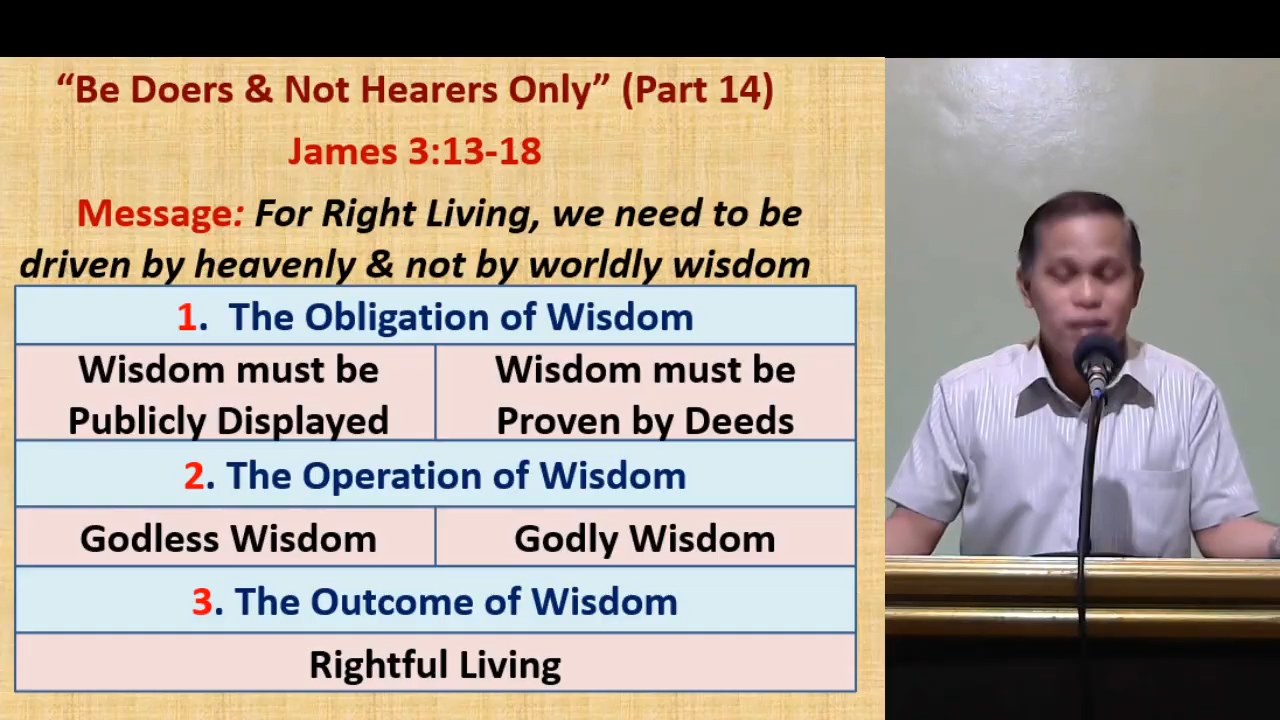 “Be Doers & Not Hearers Only” (Part 14)
James 3:13-18
Message: For Right Living, we need to be
driven by heavenly & not by worldly wisdom
1. The Obligation of Wisdom
Wisdom must be
Publicly Displayed
Wisdom must be
Proven by Deeds
2. The Operation of Wisdom
Godless Wisdom
Godly Wisdom
3. The Outcome of Wisdom
Rightful Living